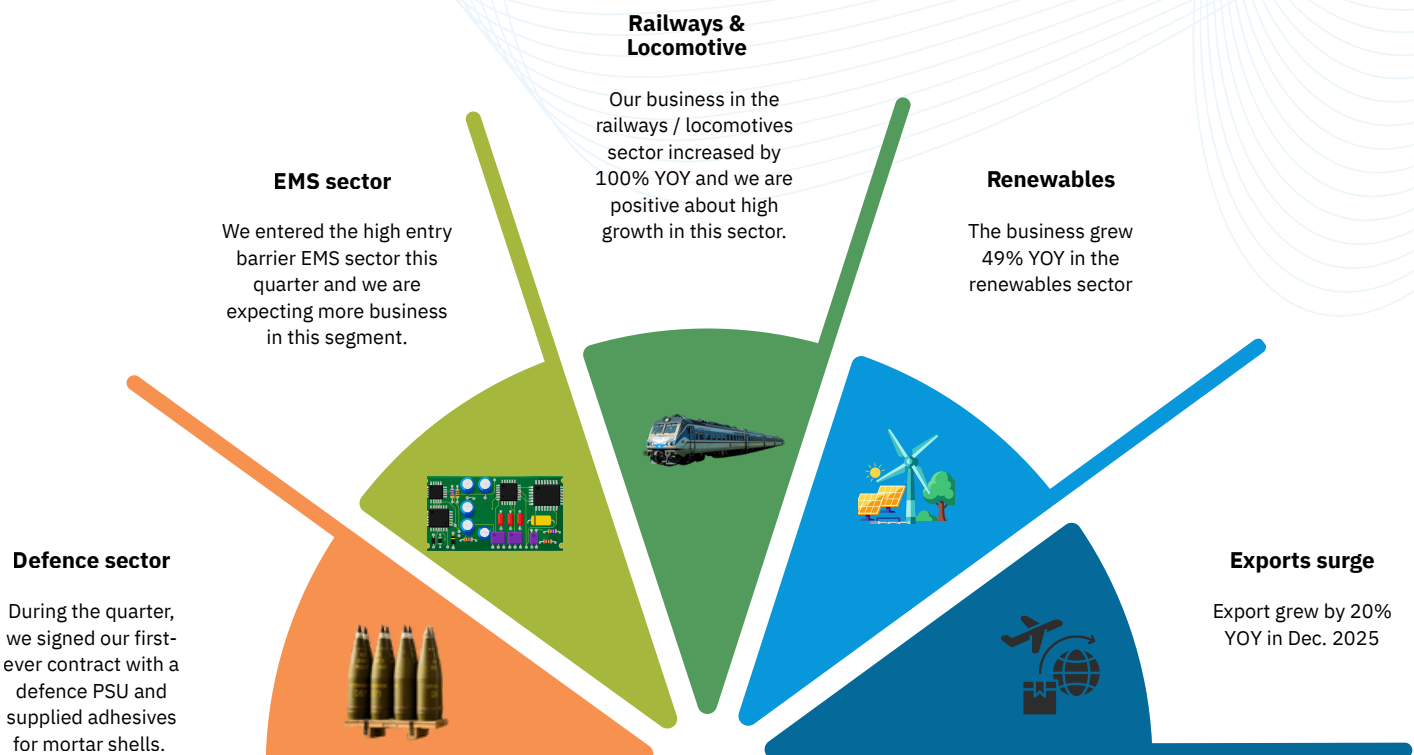 Railways &
Locomotive
Our business in the
railways / locomotives
sector increased by
100% YOY and we are
positive about high
growth in this sector.
EMS sector
We entered the high entry
barrier EMS sector this
quarter and we are
expecting more business
in this segment.
Renewables
The business grew
49% YOY in the
renewables sector
Defence sector
During the quarter,
we signed our first-
ever contract with a
defence PSU and
supplied adhesives
for mortar shells.
Exports surge
Export grew by 20%
YOY in Dec. 2025